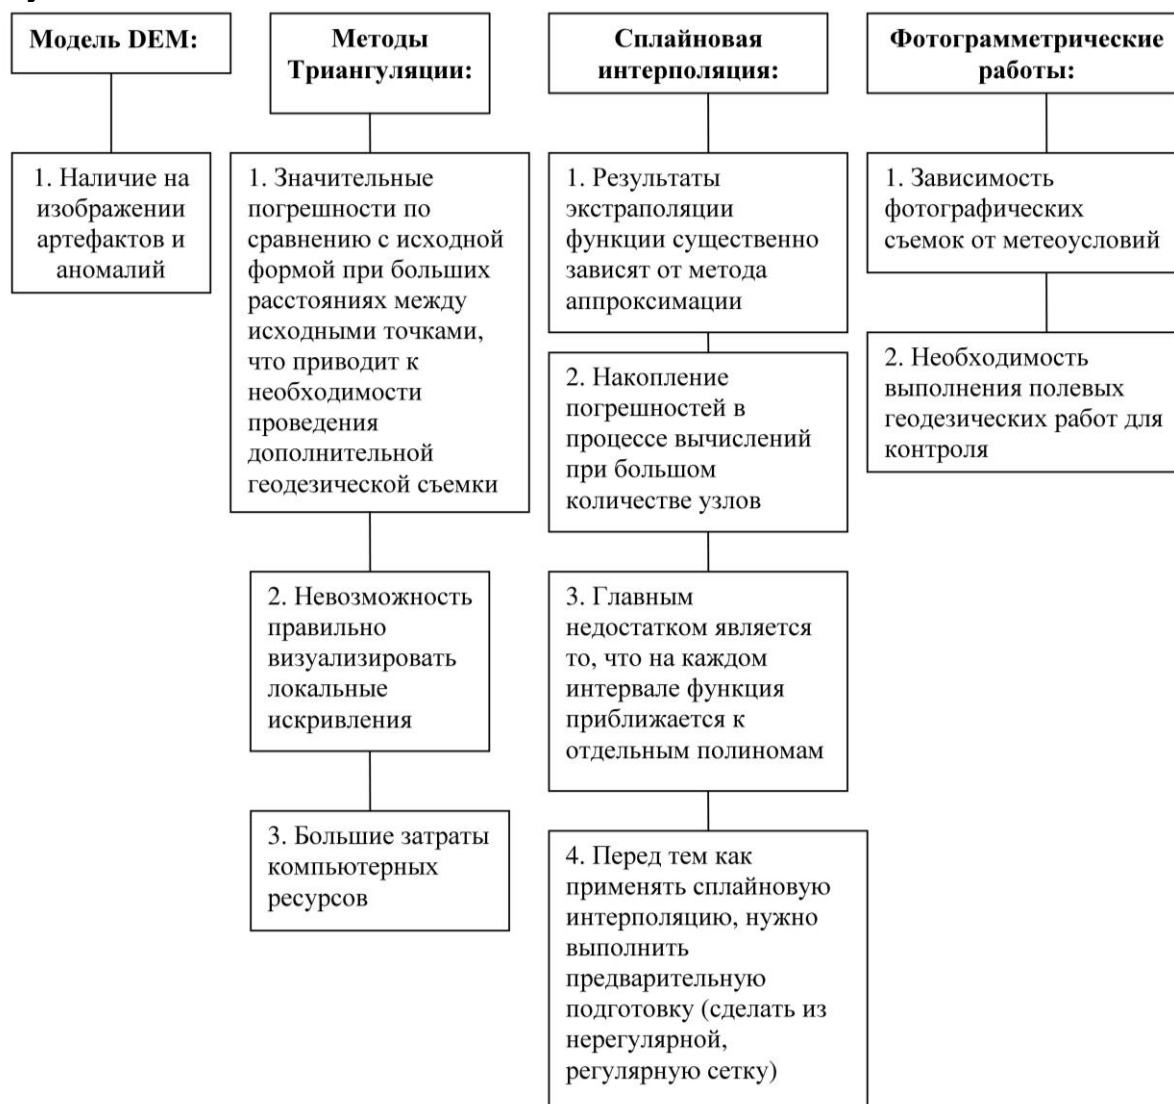 Модель DEM:
1. Наличие на
изображении
артефактов и
аномалий
Методы
Триангуляции:
1. Значительные
погрешности по
сравнению с исходной
формой при больших
расстояниях между
исходными точками,
что приводит к
необходимости
проведения
дополнительной
геодезической съемки
2. Невозможность
правильно
визуализировать
локальные
искривления
3. Большие затраты
компьютерных
ресурсов
Сплайновая
интерполяция:
1. Результаты
экстраполяции
функции существенно
зависят от метода
аппроксимации
2. Накопление
погрешностей в
процессе вычислений
при большом
количестве узлов
3. Главным
недостатком является
то, что на каждом
интервале функция
приближается к
отдельным полиномам
4. Перед тем как
применять сплайновую
интерполяцию, нужно
выполнить
предварительную
подготовку (сделать из
нерегулярной,
регулярную сетку)
Фотограмметрические
работы:
1. Зависимость
фотографических
съемок от метеоусловий
2. Необходимость
выполнения полевых
геодезических работ для
контроля